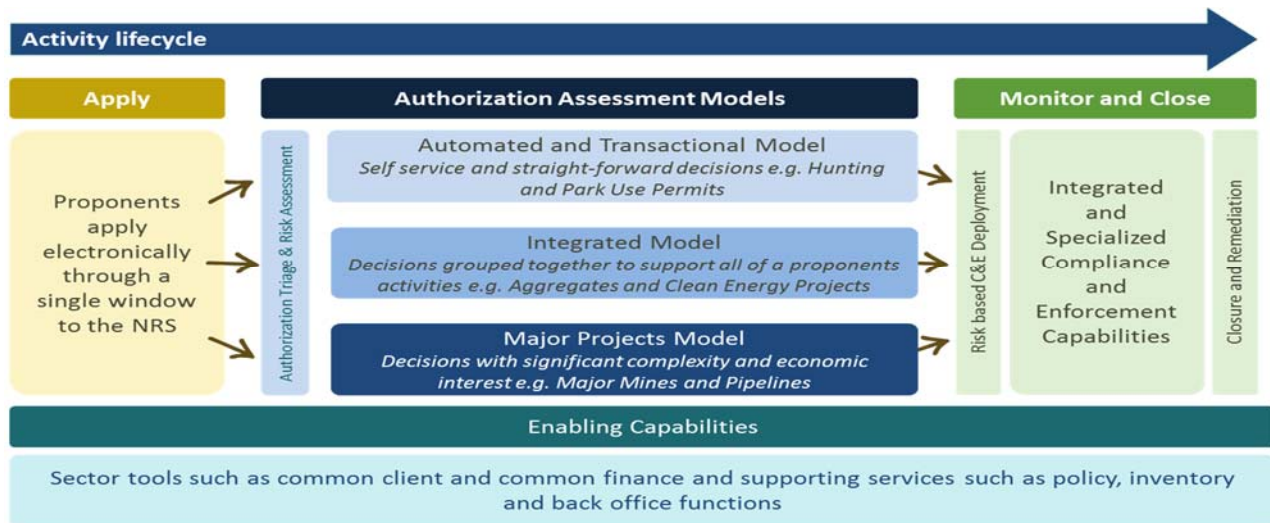 Activity lifecycle
Apply
Authorization Assessment Models
Monitor and Close
Proponents
apply
electronically
through a
single window
to the NRS
Authorization Triage & Risk Assessment
Automated and Transactional Model
Self service and straight-forward decisions e.g. Hunting
and Park Use Permits
Integrated Model
Decisions grouped together to support all of a proponents
activities e.g. Aggregates and Clean Energy Projects
Major Projects Model
Decisions with significant complexity and economic
interest e.g. Major Mines and Pipelines
Risk based C&E Deployment
Integrated
and
Specialized
Compliance
and
Enforcement
Capabilities
Closure and Remediation
Enabling Capabilities
Sector tools such as common client and common finance and supporting services such as policy, inventory
and back office functions